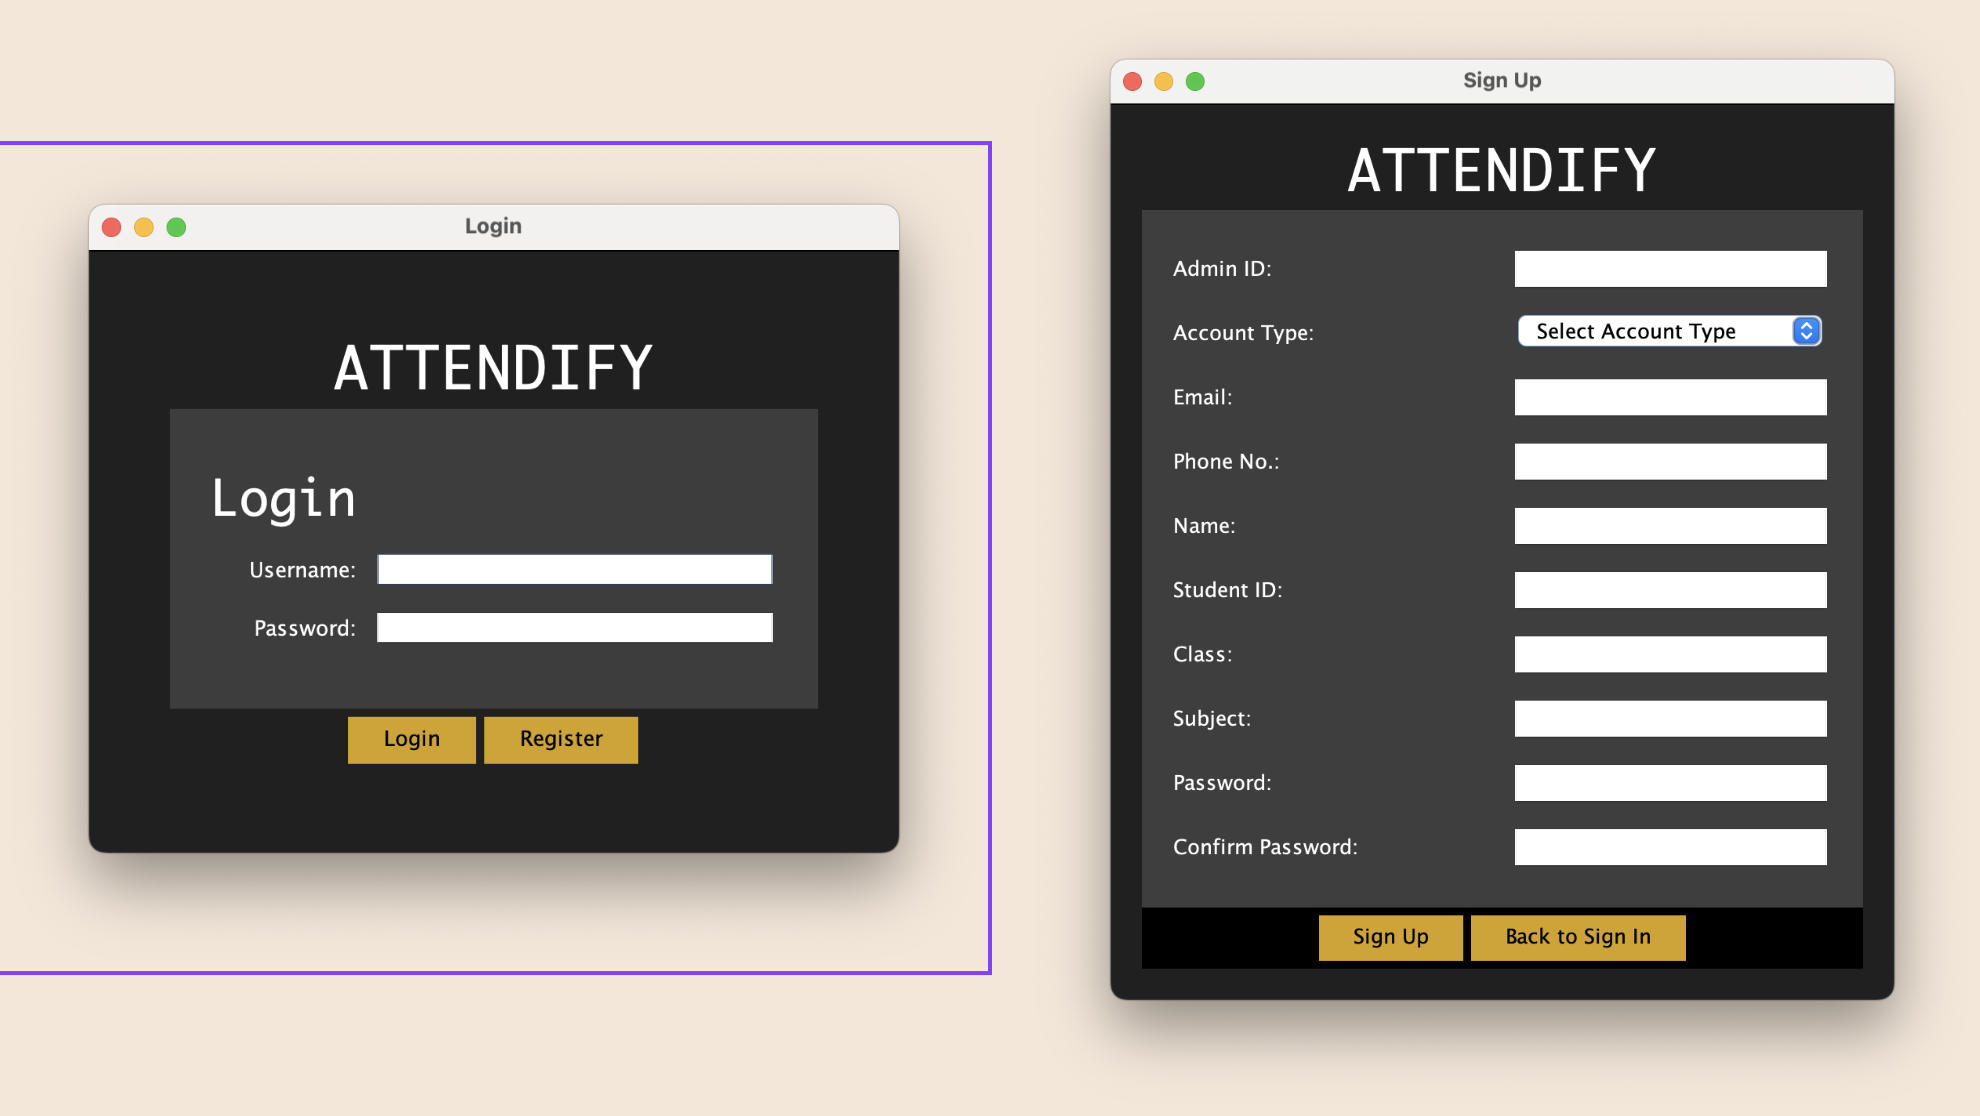 Login
ATTENDIFY
Login
Username:
Password:
Login Register
Sign Up
ATTENDIFY
Admin ID:
Account Type: Select Account Type
Email:
Phone No.:
Name:
Student ID:
Class:
Subject:
Password:
Confirm Password:
Sign Up Back to Sign In